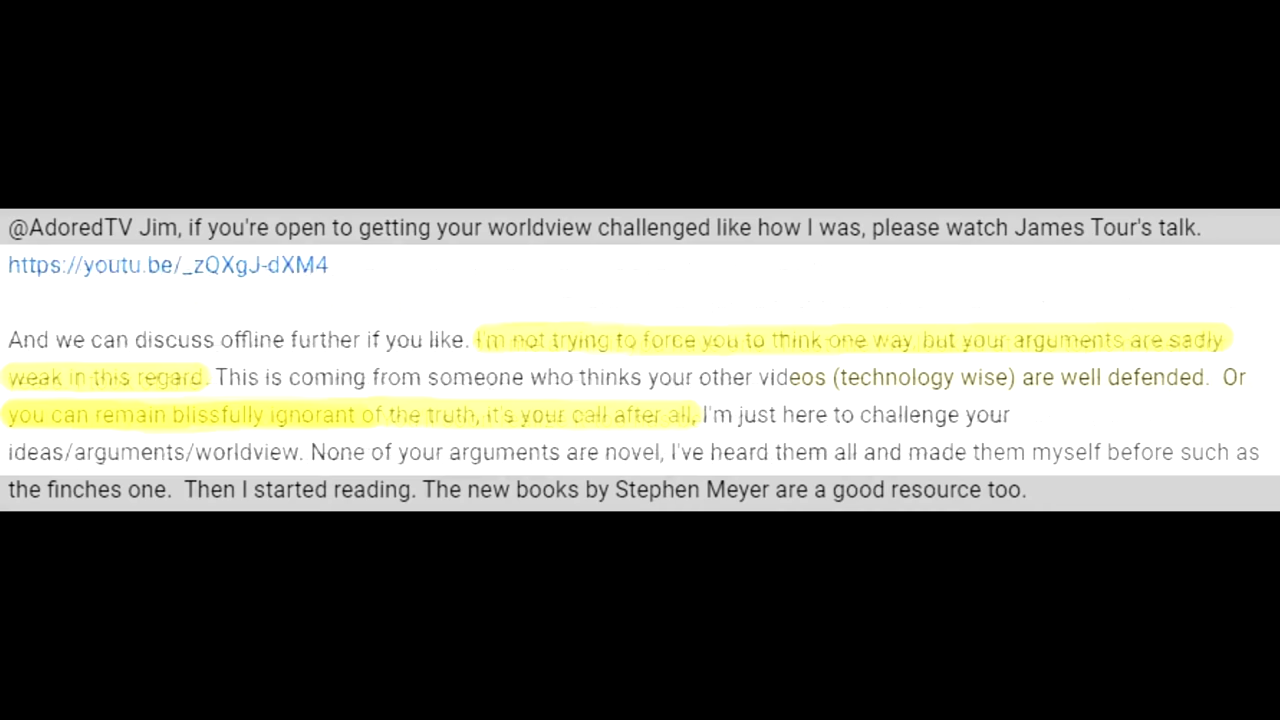 @AdoredTV Jim, if you're open to getting your worldview challenged like how I was, please watch James Tour's talk.
https://youtu.be/_zQXgJ-dXM4
And we can discuss offline further if you like. I'm not trying to force you to think one way, but your arguments are sadly
weak in this regard. This is coming from someone who thinks your other videos (technology wise) are well defended. Or
you can remain blissfully ignorant of the truth, it's your call after all, I'm just here to challenge your
ideas/arguments/worldview. None of your arguments are novel, I've heard them all and made them myself before such as
the finches one. Then I started reading. The new books by Stephen Meyer are a good resource too.